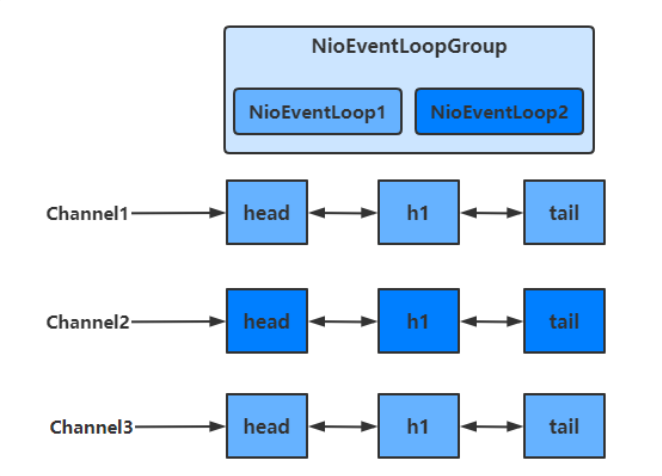 NioEventLoopGroup
NioEventLoop1 NioEventLoop2
Channel1 head h1 tail
Channel2 head h1 tail
Channel3 head h1 tail